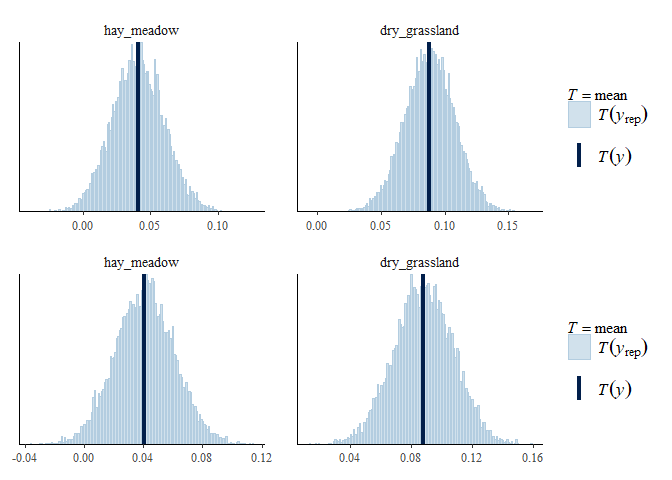 hay_meadow
dry_grassland
0.00 0.05 0.10
0.00 0.05 0.10 0.15
T = mean
T(yrep)
T(y)
hay_meadow
dry_grassland
-0.04 0.00 0.04 0.08 0.12
0.04 0.08 0.12 0.16
T = mean
T(yrep)
T(y)